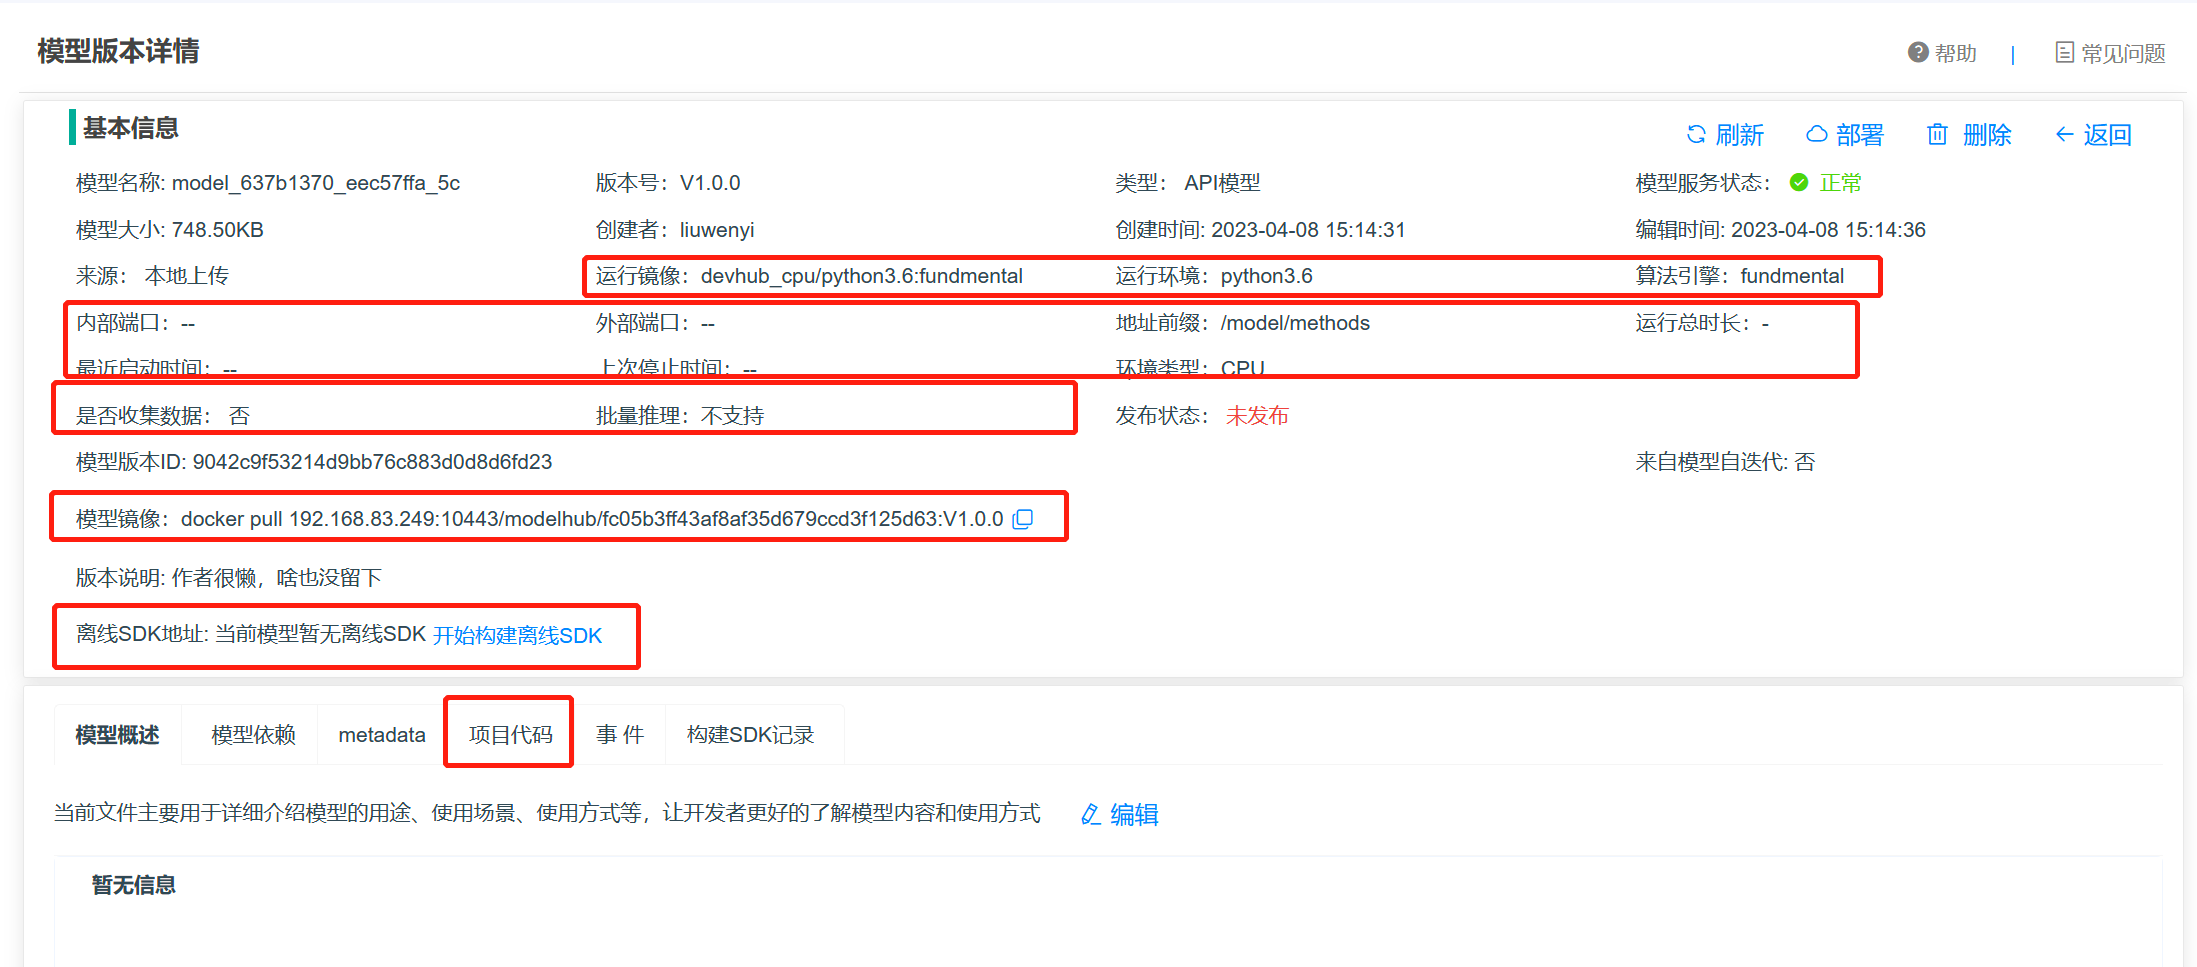 模型版本详情
帮助 | 常见问题
基本信息
刷新 部署 删除 返回
模型名称: model_637b1370_eec57ffa_5c 版本号：V1.0.0 类型： API模型 模型服务状态： 正常
模型大小: 748.50KB 创建者：liuwenyi 创建时间: 2023-04-08 15:14:31 编辑时间: 2023-04-08 15:14:36
来源： 本地上传 运行镜像：devhub_cpu/python3.6:fundmental 运行环境：python3.6 算法引擎：fundmental
内部端口：-- 外部端口：-- 地址前缀：/model/methods 运行总时长：-
最近启动时间：-- 上次停止时间：-- 环境类型：CPU
是否收集数据： 否 批量推理：不支持 发布状态： 未发布
模型版本ID: 9042c9f53214d9bb76c883d0d8d6fd23 来自模型自迭代: 否
模型镜像：docker pull 192.168.83.249:10443/modelhub/fc05b3ff43af8af35d679ccd3f125d63:V1.0.0
版本说明: 作者很懒，啥也没留下
离线SDK地址: 当前模型暂无离线SDK 开始构建离线SDK
模型概述 模型依赖 metadata 项目代码 事 件 构建SDK记录
当前文件主要用于详细介绍模型的用途、使用场景、使用方式等，让开发者更好的了解模型内容和使用方式 编辑
暂无信息